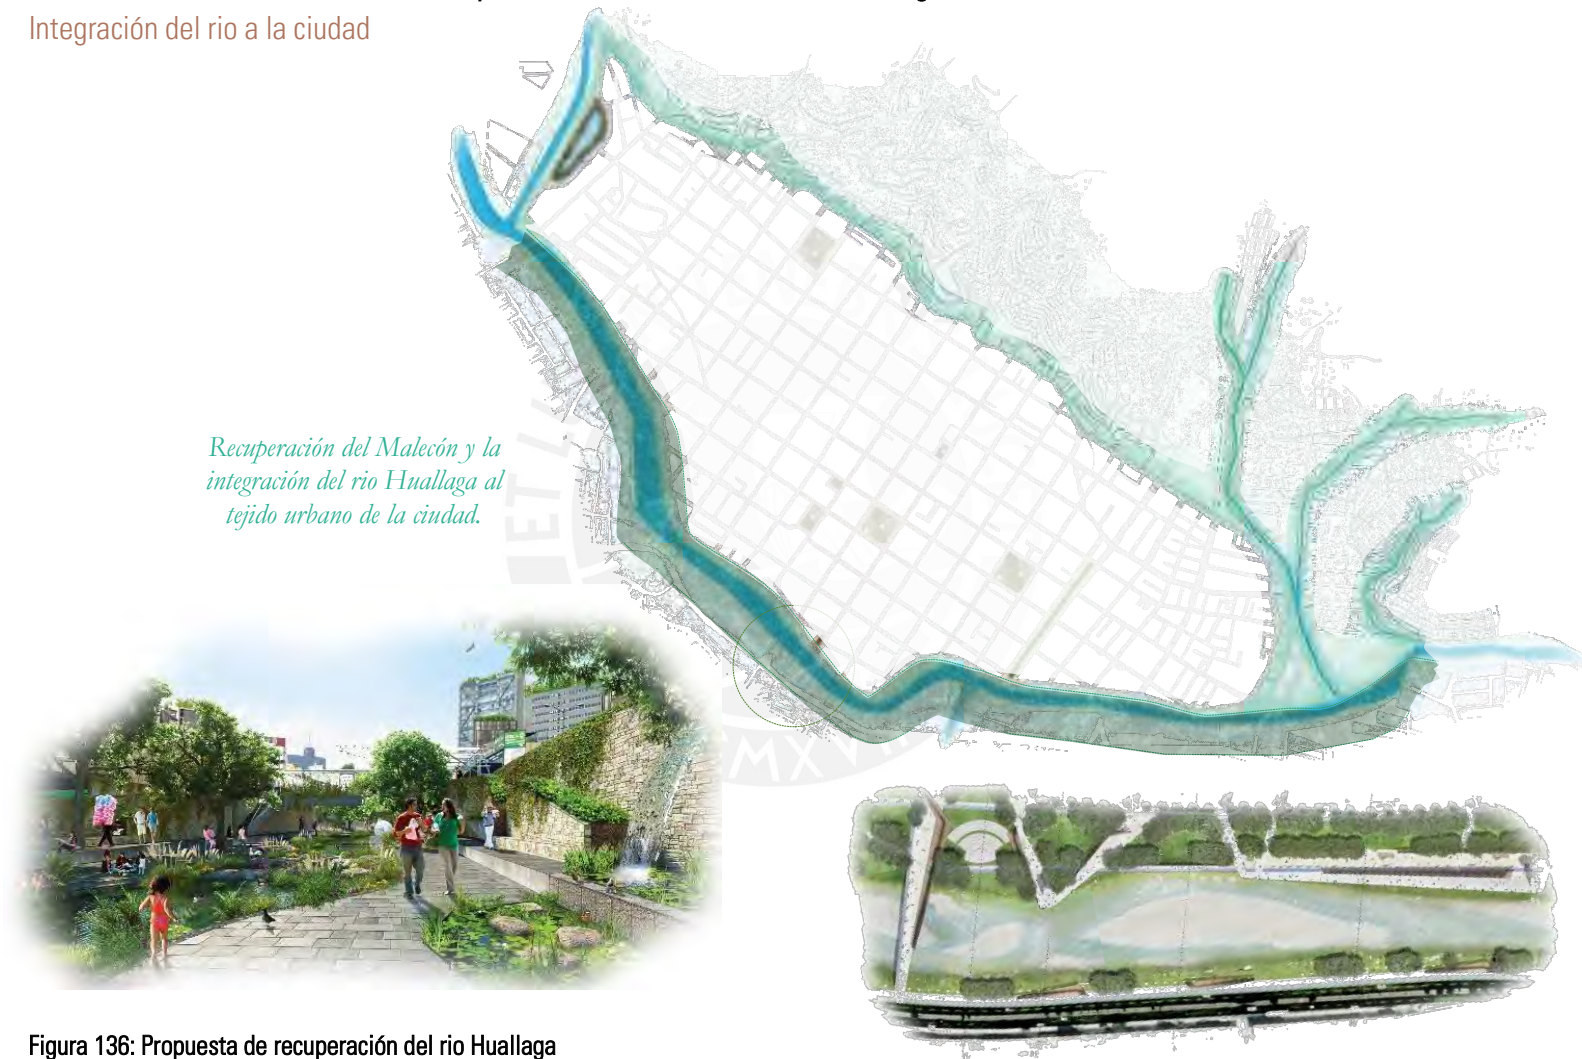 Integración del rio a la ciudad
Recuperación del Malecón y la
integración del rio Huallaga al
tejido urbano de la ciudad.
Figura 136: Propuesta de recuperación del rio Huallaga